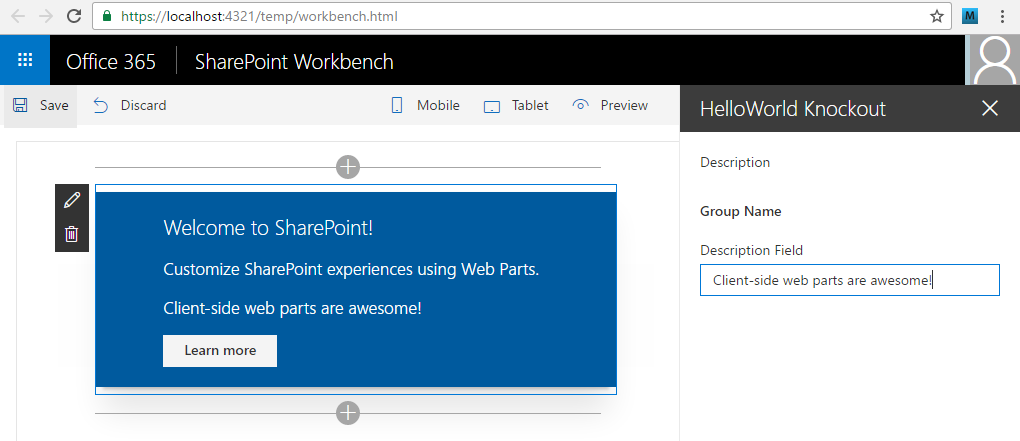 https://localhost:4321/temp/workbench.html
M
Office 365 SharePoint Workbench
Save Discard Mobile Tablet Preview
HelloWorld Knockout
Welcome to SharePoint!
Customize SharePoint experiences using Web Parts.
Client-side web parts are awesome!
Learn more
Description
Group Name
Description Field
Client-side web parts are awesome!